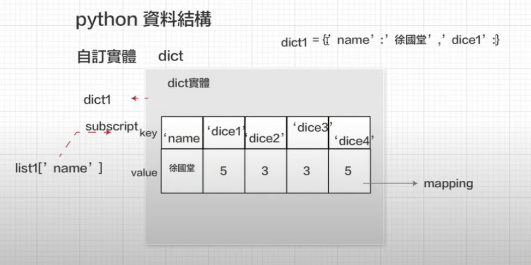 python 資料結構
dict1 = {' name':' 徐國堂',' dice1':}
自訂實體 dict
dict實體
dict1
subscript
key 'name 'dice1' 'dice2' 'dice3' 'dice4'
list1[' name' ]
value 徐國堂 5 3 3 5
mapping